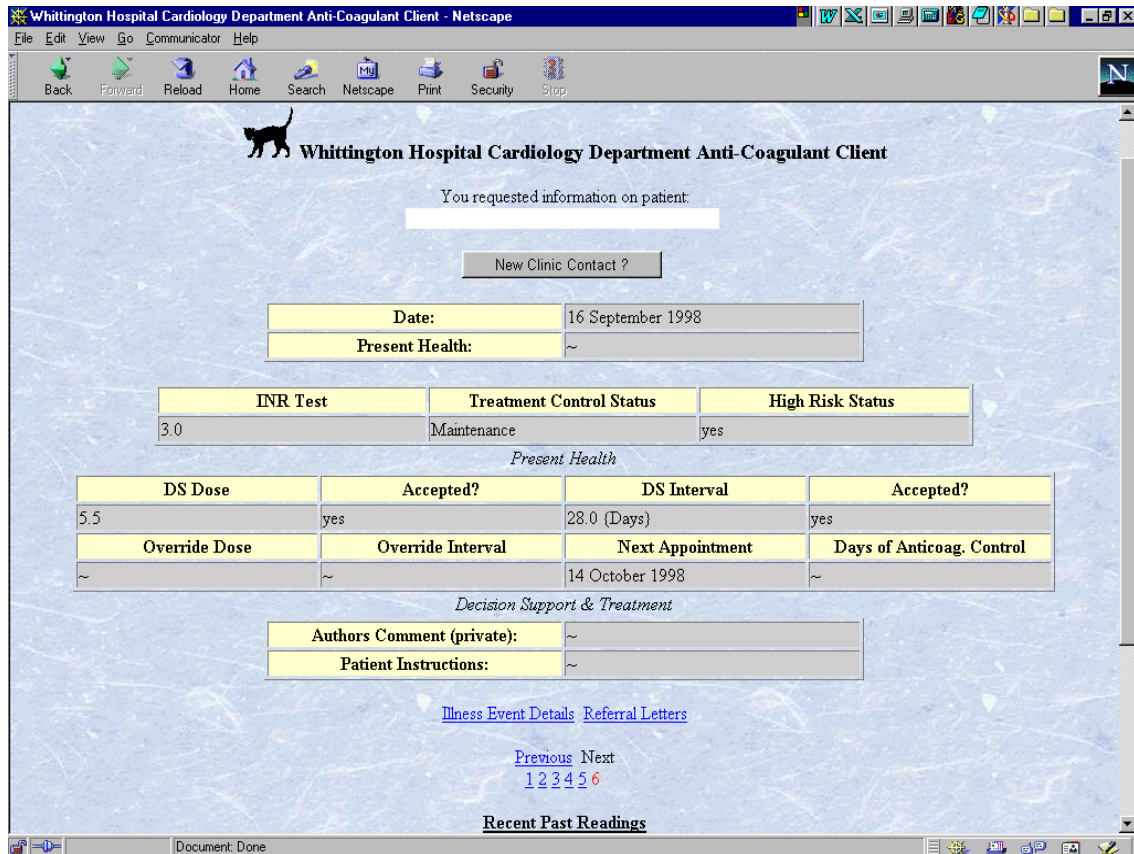 Whittington Hospital Cardiology Department Anti-Coagulant Client - Netscape
File Edit View Go Communicator Help
Back Forward Reload Home Search Netscape Print Security Stop
Whittington Hospital Cardiology Department Anti-Coagulant Client
You requested information on patient:
New Clinic Contact ?
Date: 16 September 1998
Present Health: ~
INR Test Treatment Control Status High Risk Status
3.0 Maintenance yes
Present Health
DS Dose Accepted? DS Interval Accepted?
5.5 yes 28.0 (Days) yes
Override Dose Override Interval Next Appointment Days of Anticoag. Control
~ ~ 14 October 1998 ~
Decision Support & Treatment
Authors Comment (private): ~
Patient Instructions: ~
Illness Event Details Referral Letters
Previous Next
1 2 3 4 5 6
Recent Past Readings
Document: Done